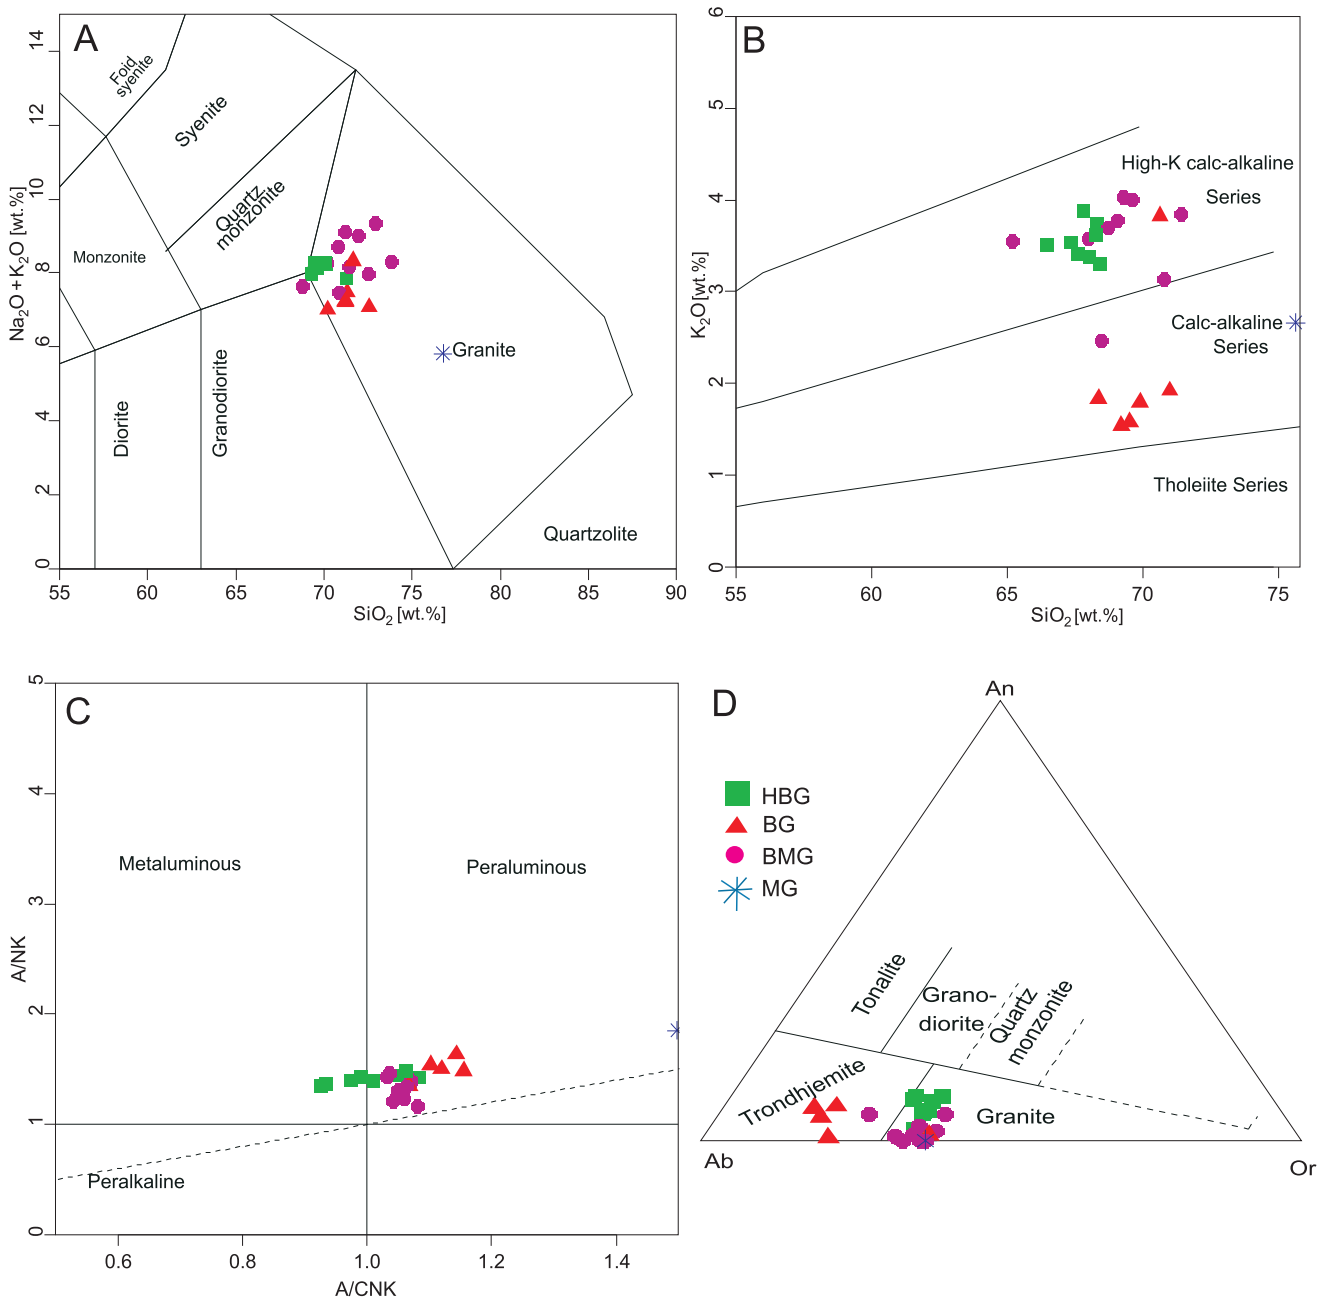 A
14
12
10
8
6
4
2
0
Na2O+K2O [wt.%]
Foid
syenite
Syenite
Quartz
monzonite
Monzonite
Diorite
Granodiorite
Granite
Quartzolite
55 60 65 70 75 80 85 90
SiO2 [wt.%]
B
6
5
4
3
2
1
0
K2O [wt.%]
High-K calc-alkaline
Series
Calc-alkaline
Series
Tholeiite Series
55 60 65 70 75
SiO2 [wt.%]
C
5
4
3
2
1
0
A/NK
Metaluminous
Peraluminous
Peralkaline
0.6 0.8 1.0 1.2 1.4
A/CNK
D
An
HBG
BG
BMG
MG
Tonalite
Grano-
diorite
Quartz
monzonite
Trondhjemite
Granite
Ab
Or